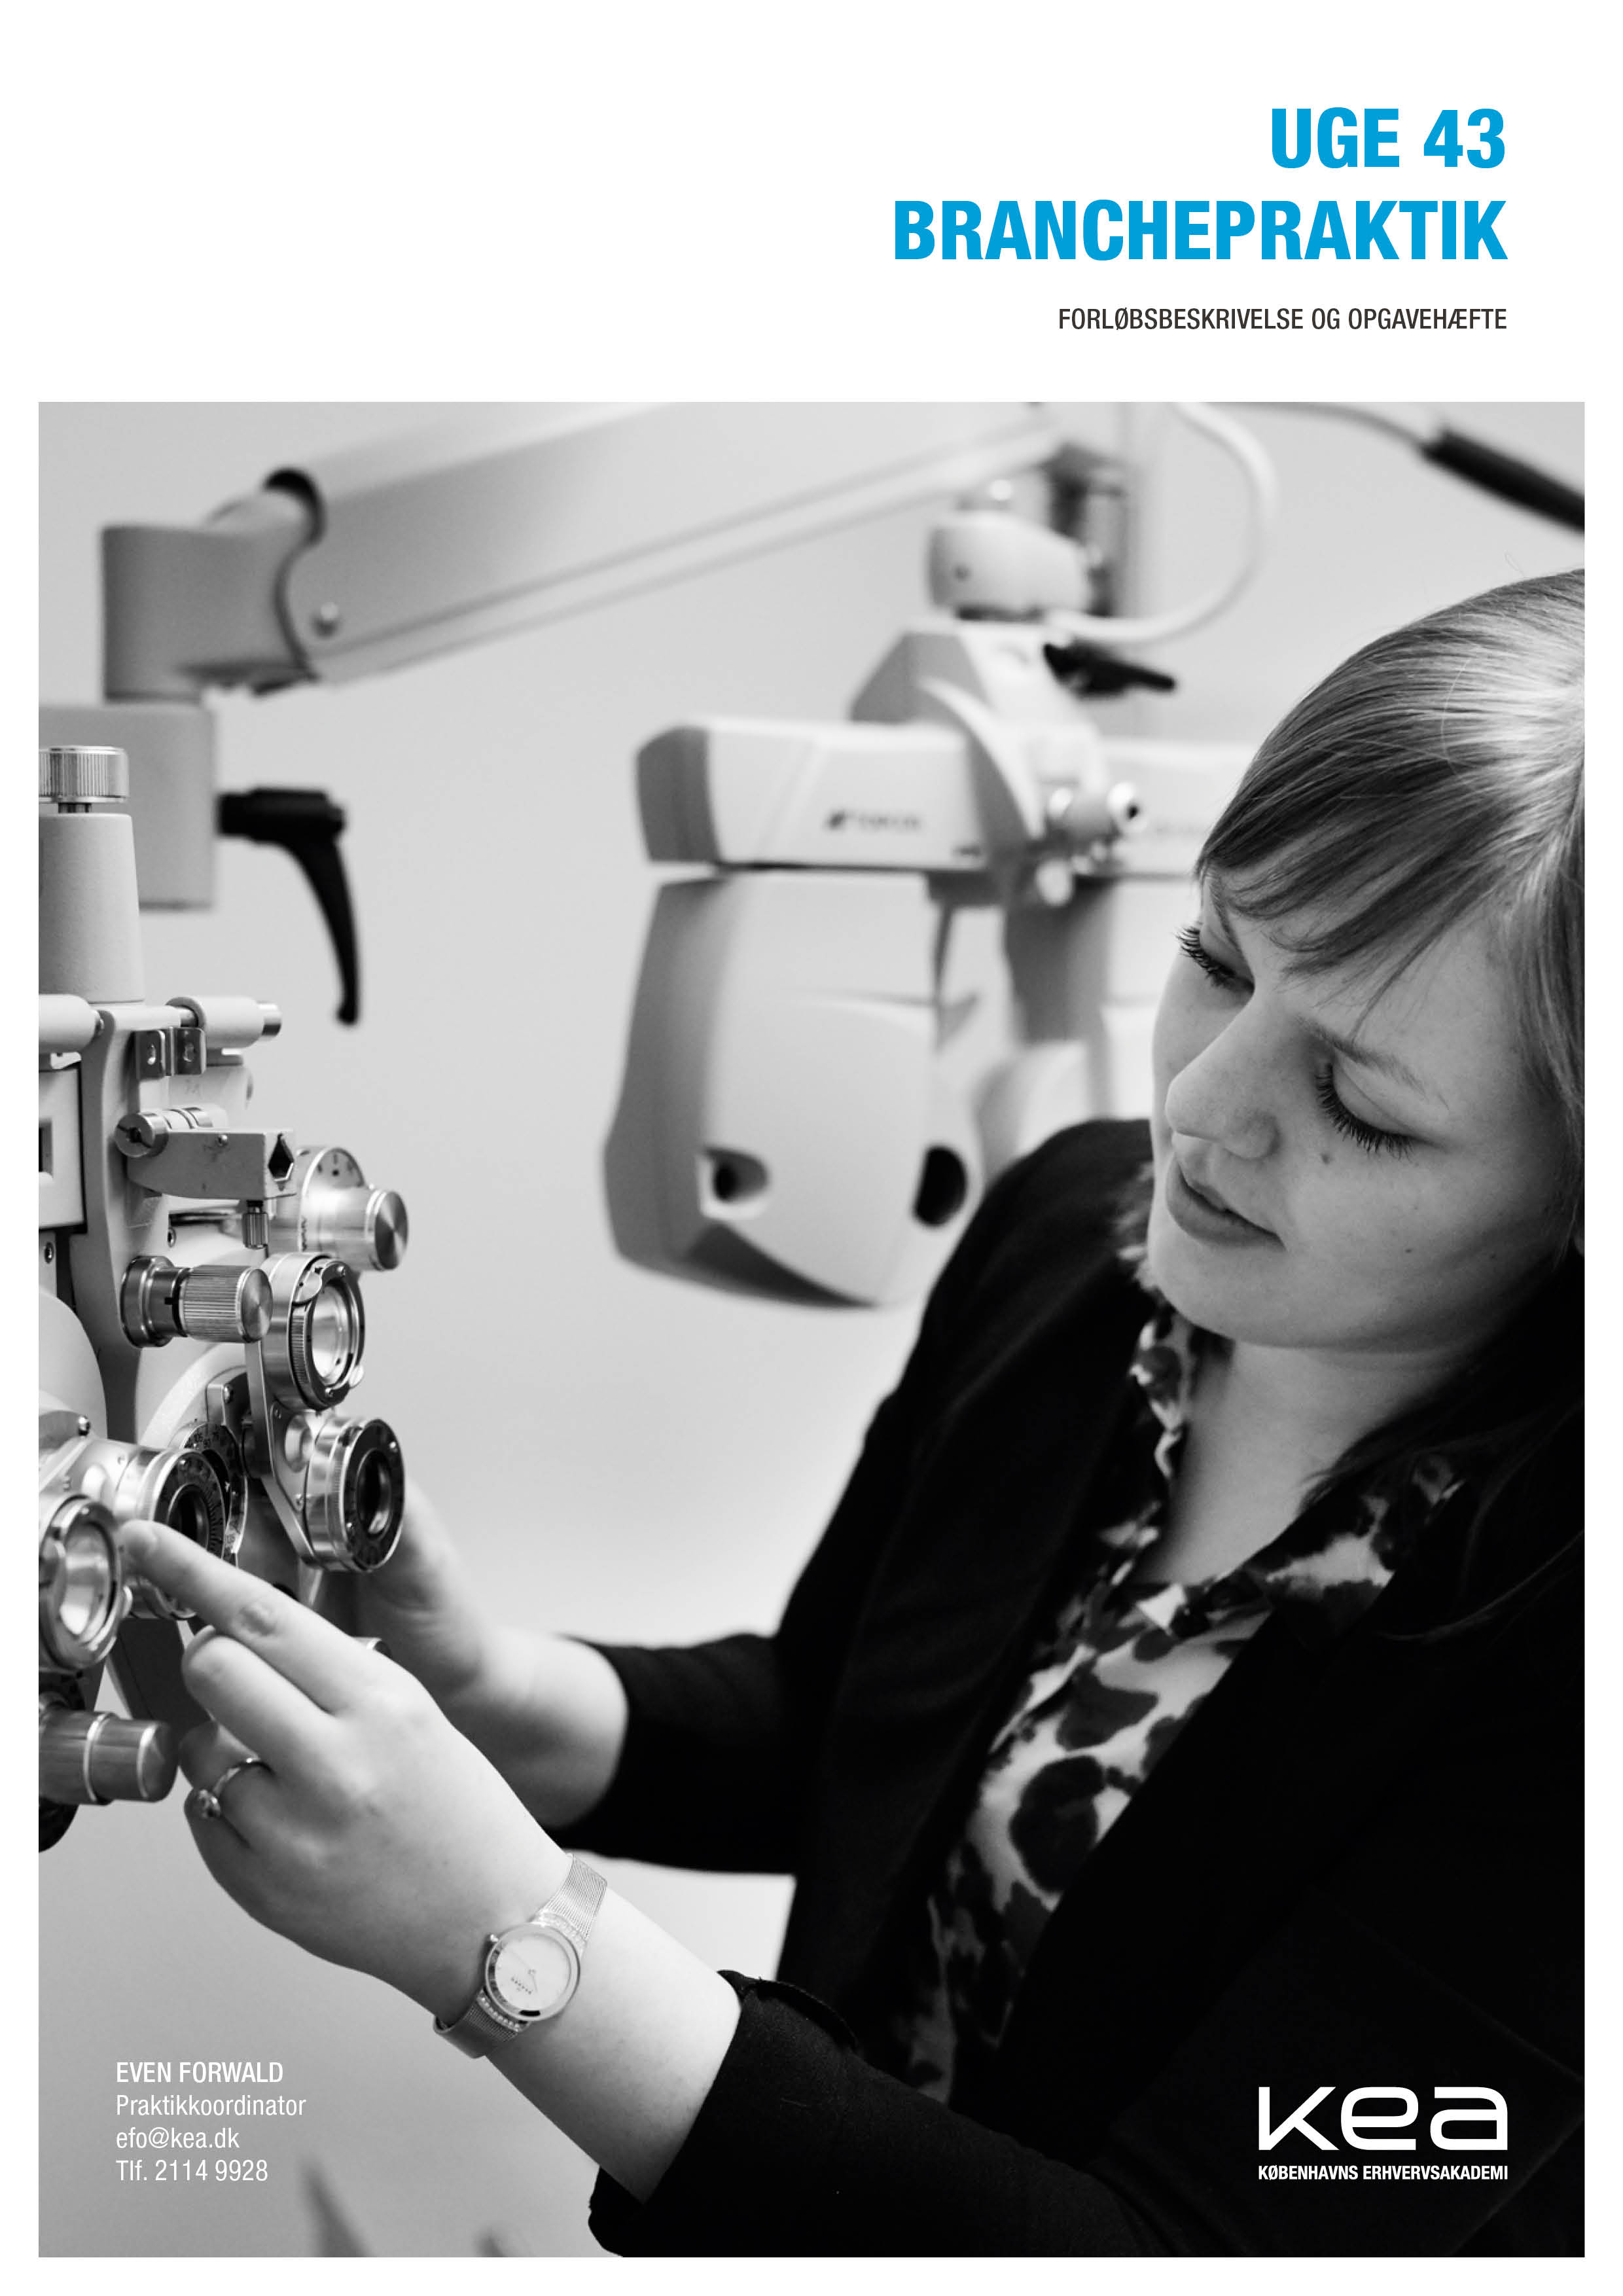 UGE 43
BRANCHEPRAKTIK
FORLØBSBESKRIVELSE OG OPGAVEHÆFTE
EVEN FORWALD
Praktikkoordinator
efo@kea.dk
Tlf. 2114 9928
kea
KØBENHAVNS ERHVERVSAKADEMI